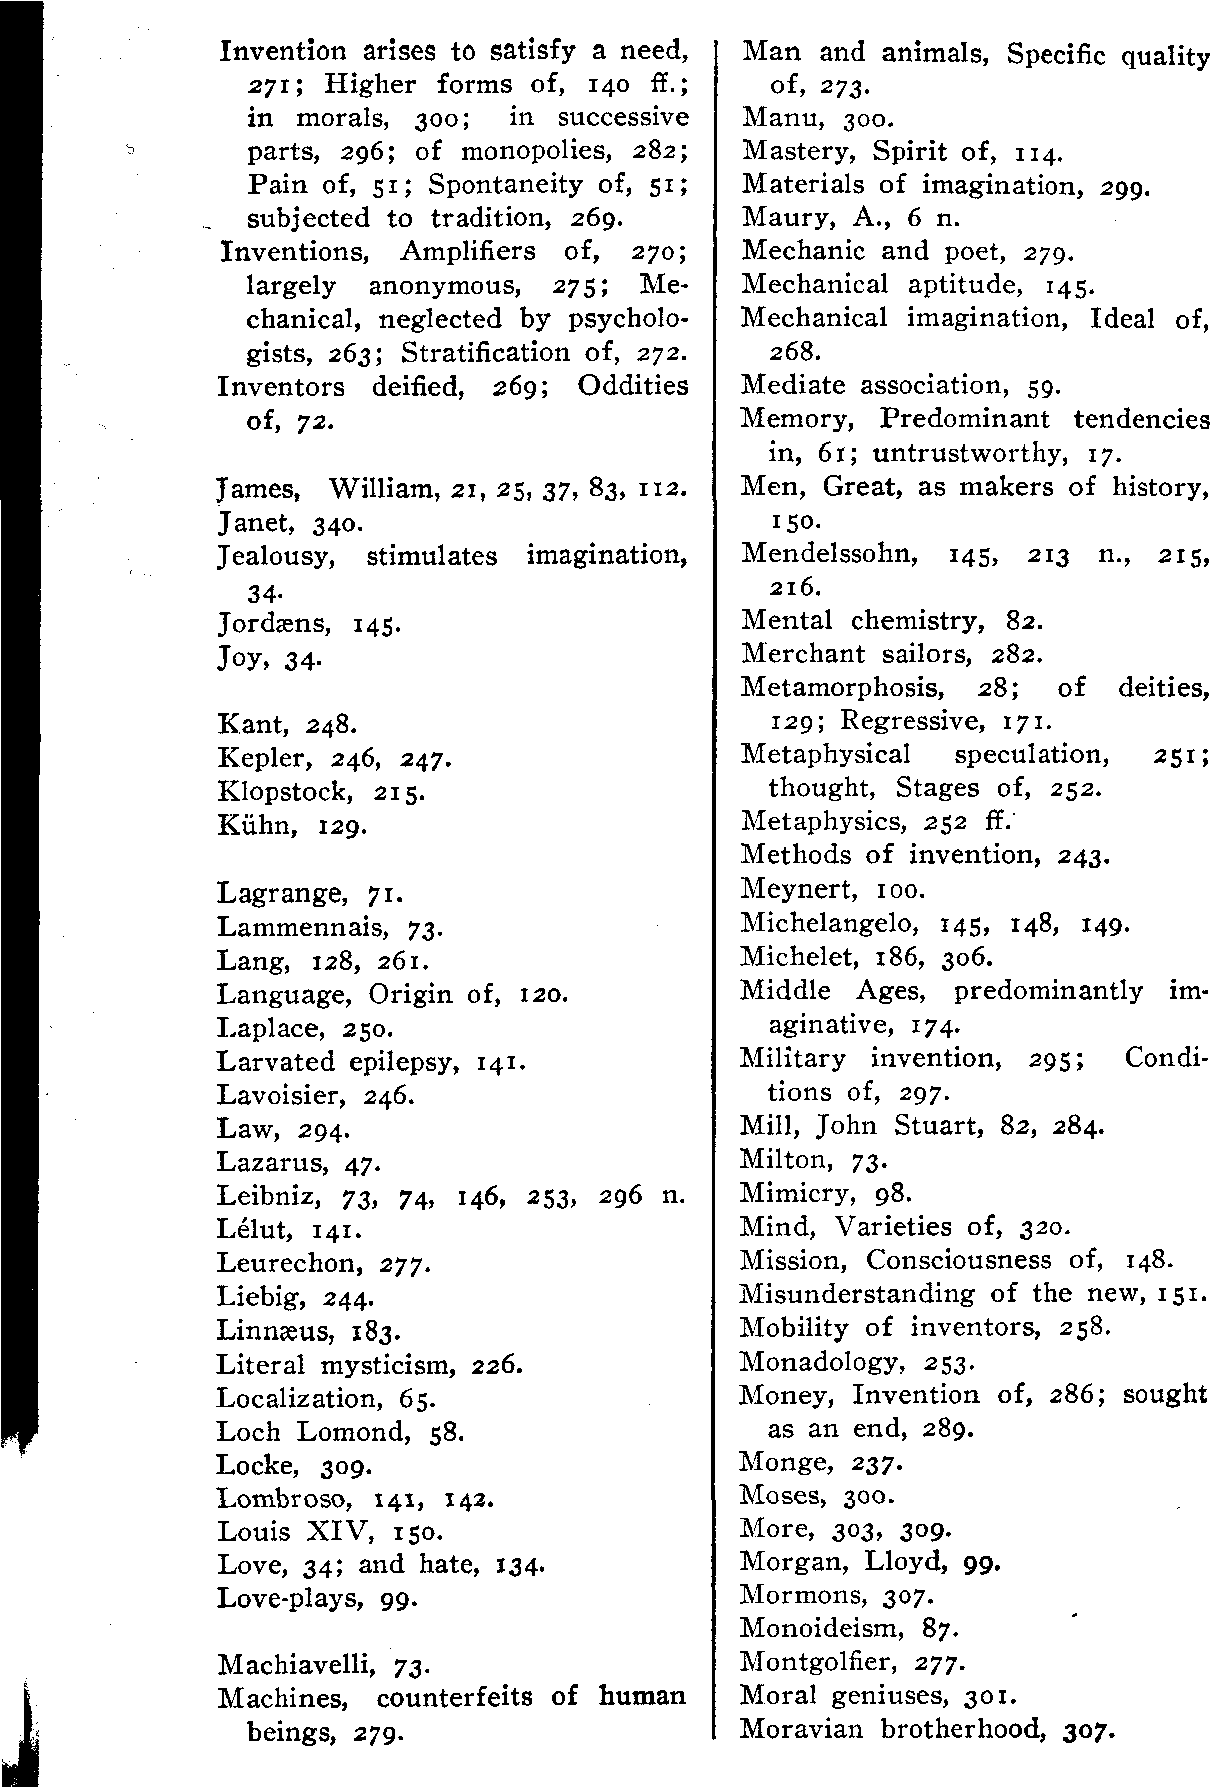 Invention arises to satisfy a need,
271; Higher forms of, 140 ff.;
in morals, 300; in successive
parts, 296; of monopolies, 282;
Pain of, 51; Spontaneity of, 51;
subjected to tradition, 269.
Inventions, Amplifiers of, 270;
largely anonymous, 275; Me-
chanical, neglected by psycholo-
gists, 263; Stratification of, 272.
Inventors deified, 269; Oddities
of, 72.
James, William, 21, 25, 37, 83, 112.
Janet, 340.
Jealousy, stimulates imagination,
34.
Jordæns, 145.
Joy, 34.
Kant, 248.
Kepler, 246, 247.
Klopstock, 215.
Kühn, 129.
Lagrange, 71.
Lammennais, 73.
Lang, 128, 261.
Language, Origin of, 120.
Laplace, 250.
Larvated epilepsy, 141.
Lavoisier, 246.
Law, 294.
Lazarus, 47.
Leibniz, 73, 74, 146, 253, 296 n.
Lélut, 141.
Leurechon, 277.
Liebig, 244.
Linnæus, 183.
Literal mysticism, 226.
Localization, 65.
Loch Lomond, 58.
Locke, 309.
Lombroso, 141, 142.
Louis XIV, 150.
Love, 34; and hate, 134.
Love-plays, 99.
Machiavelli, 73.
Machines, counterfeits of human
beings, 279.
Man and animals, Specific quality
of, 273.
Manu, 300.
Mastery, Spirit of, 114.
Materials of imagination, 299.
Maury, A., 6 n.
Mechanic and poet, 279.
Mechanical aptitude, 145.
Mechanical imagination, Ideal of,
268.
Mediate association, 59.
Memory, Predominant tendencies
in, 61; untrustworthy, 17.
Men, Great, as makers of history,
150.
Mendelssohn, 145, 213 n., 215,
216.
Mental chemistry, 82.
Merchant sailors, 282.
Metamorphosis, 28; of deities,
129; Regressive, 171.
Metaphysical speculation, 251;
thought, Stages of, 252.
Metaphysics, 252 ff.
Methods of invention, 243.
Meynert, 100.
Michelangelo, 145, 148, 149.
Michelet, 186, 306.
Middle Ages, predominantly im-
aginative, 174.
Military invention, 295; Condi-
tions of, 297.
Mill, John Stuart, 82, 284.
Milton, 73.
Mimicry, 98.
Mind, Varieties of, 320.
Mission, Consciousness of, 148.
Misunderstanding of the new, 151.
Mobility of inventors, 258.
Monadology, 253.
Money, Invention of, 286; sought
as an end, 289.
Monge, 237.
Moses, 300.
More, 303, 309.
Morgan, Lloyd, 99.
Mormons, 307.
Monoideism, 87.
Montgolfier, 277.
Moral geniuses, 301.
Moravian brotherhood, 307.